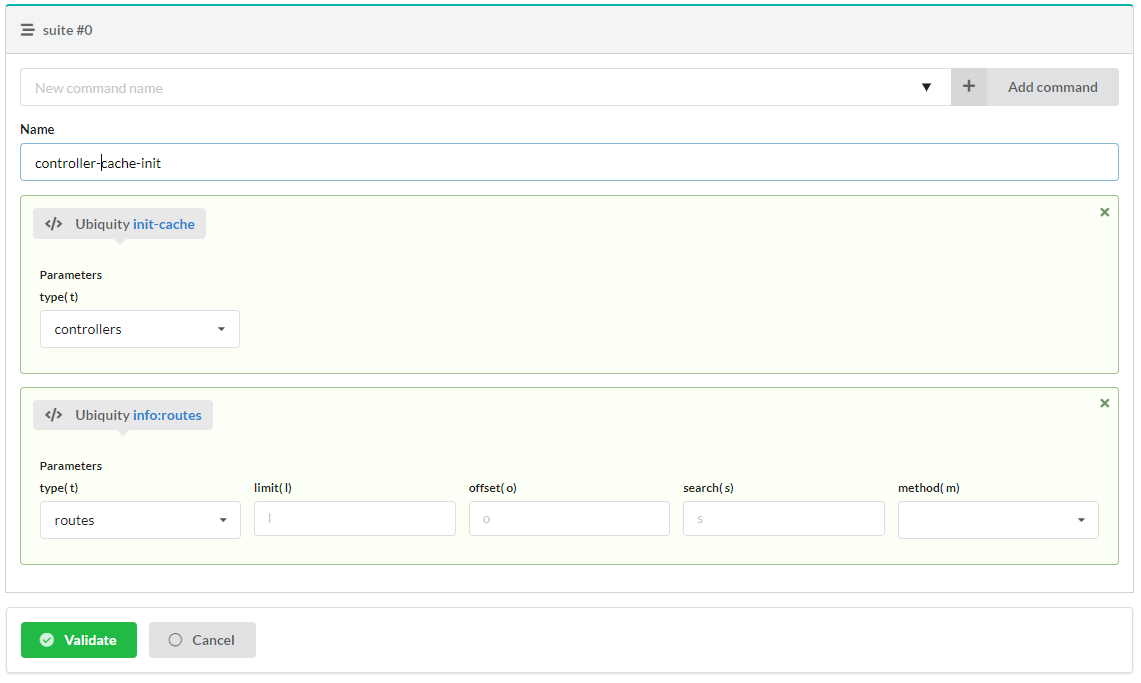 suite #0
New command name
Add command
Name
controller-cache-init
Ubiquity init-cache
Parameters
type( t)
controllers
Ubiquity info:routes
Parameters
type( t) limit( l) offset( o) search( s) method( m)
routes l o s
Validate Cancel